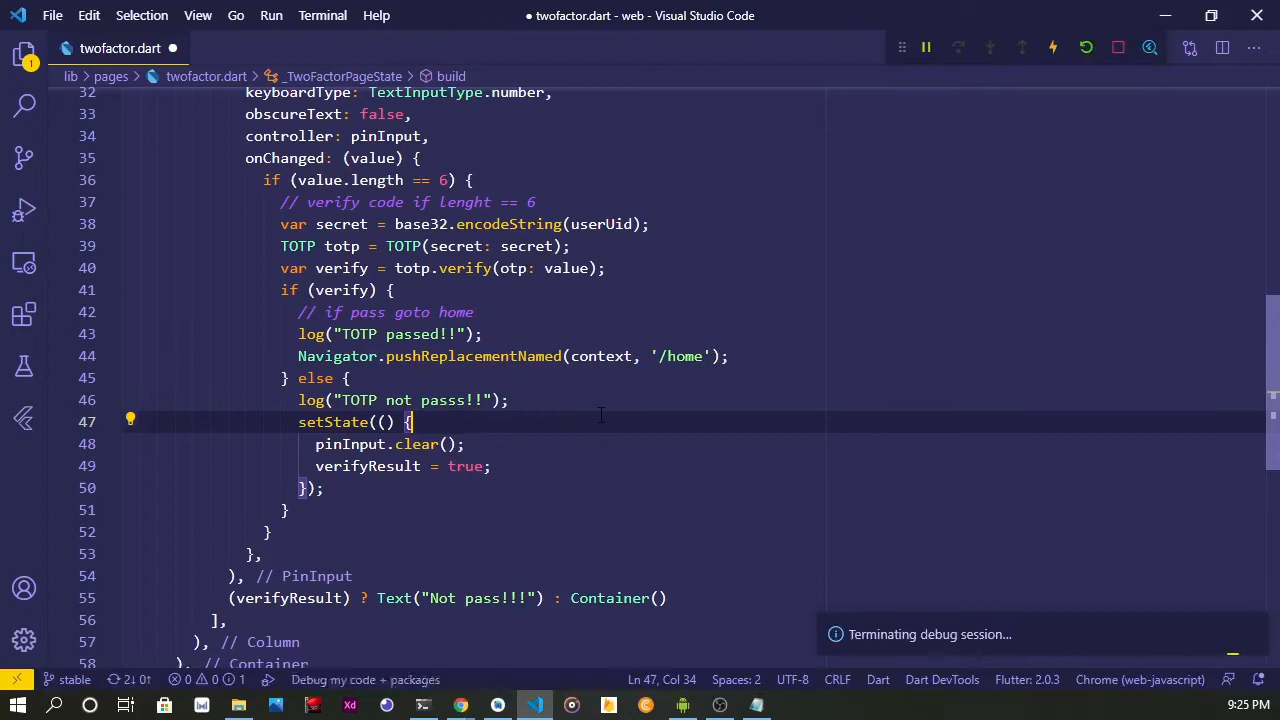 File Edit Selection View Go Run Terminal Help ● twofactor.dart - web - Visual Studio Code
twofactor.dart ●
lib > pages > twofactor.dart > _TwoFactorPageState > build
1
32 keyboardType: TextInputType.number,
33 obscureText: false,
34 controller: pinInput,
35 onChanged: (value) {
36 if (value.length == 6) {
37 // verify code if lenght == 6
38 var secret = base32.encodeString(userUid);
39 TOTP totp = TOTP(secret: secret);
40 var verify = totp.verify(otp: value);
41 if (verify) {
42 // if pass goto home
43 log("TOTP passed!!");
44 Navigator.pushReplacementNamed(context, '/home');
45 } else {
46 log("TOTP not passs!!");
47 setState(() {
48 pinInput.clear();
49 verifyResult = true;
50 });
51 }
52 }
53 },
54 ), // PinInput
55 (verifyResult) ? Text("Not pass!!!") : Container()
56 ],
57 ), // Column
58 ), // Container
Terminating debug session...
stable 2↓ 0↑ 0 0 1 Debug my code + packages Ln 47, Col 34 Spaces: 2 UTF-8 CRLF Dart Dart DevTools Flutter: 2.0.3 Chrome (web-javascript)
Xd 9:25 PM